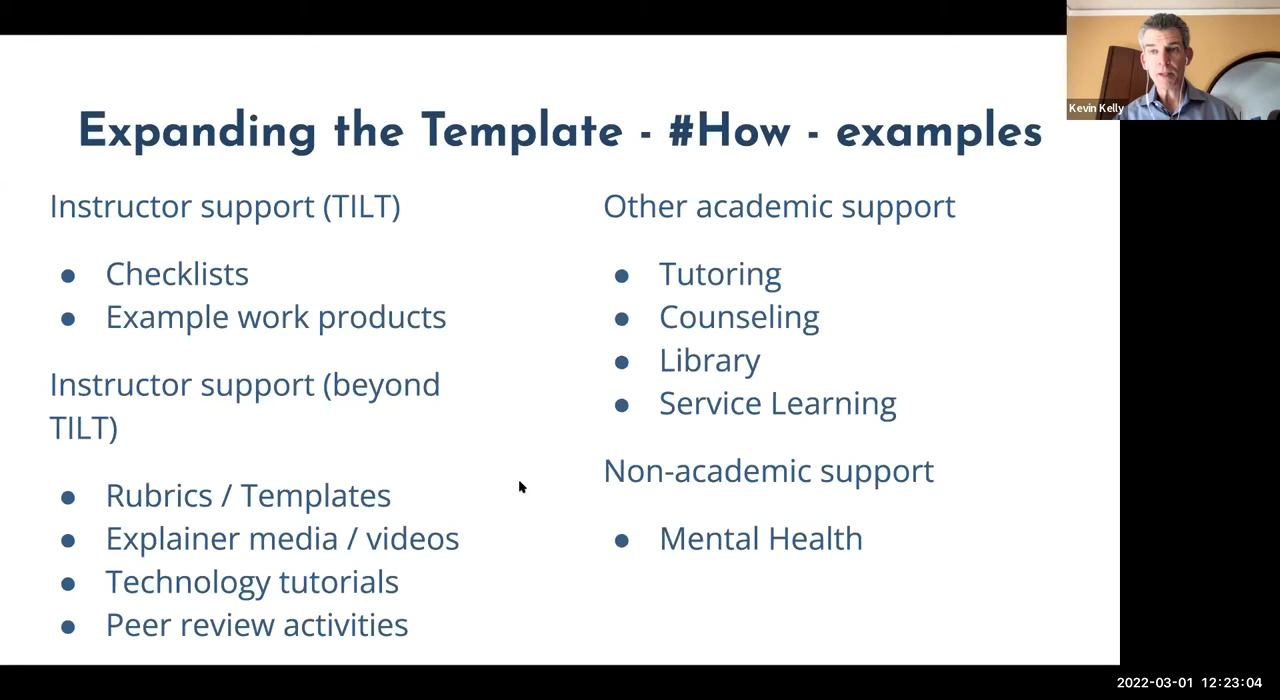 Expanding the Template - #How - examples
Instructor support (TILT)
● Checklists
● Example work products
Instructor support (beyond
TILT)
● Rubrics / Templates
● Explainer media / videos
● Technology tutorials
● Peer review activities
Other academic support
● Tutoring
● Counseling
● Library
● Service Learning
Non-academic support
● Mental Health
Kevin Kelly
2022-03-01 12:23:04